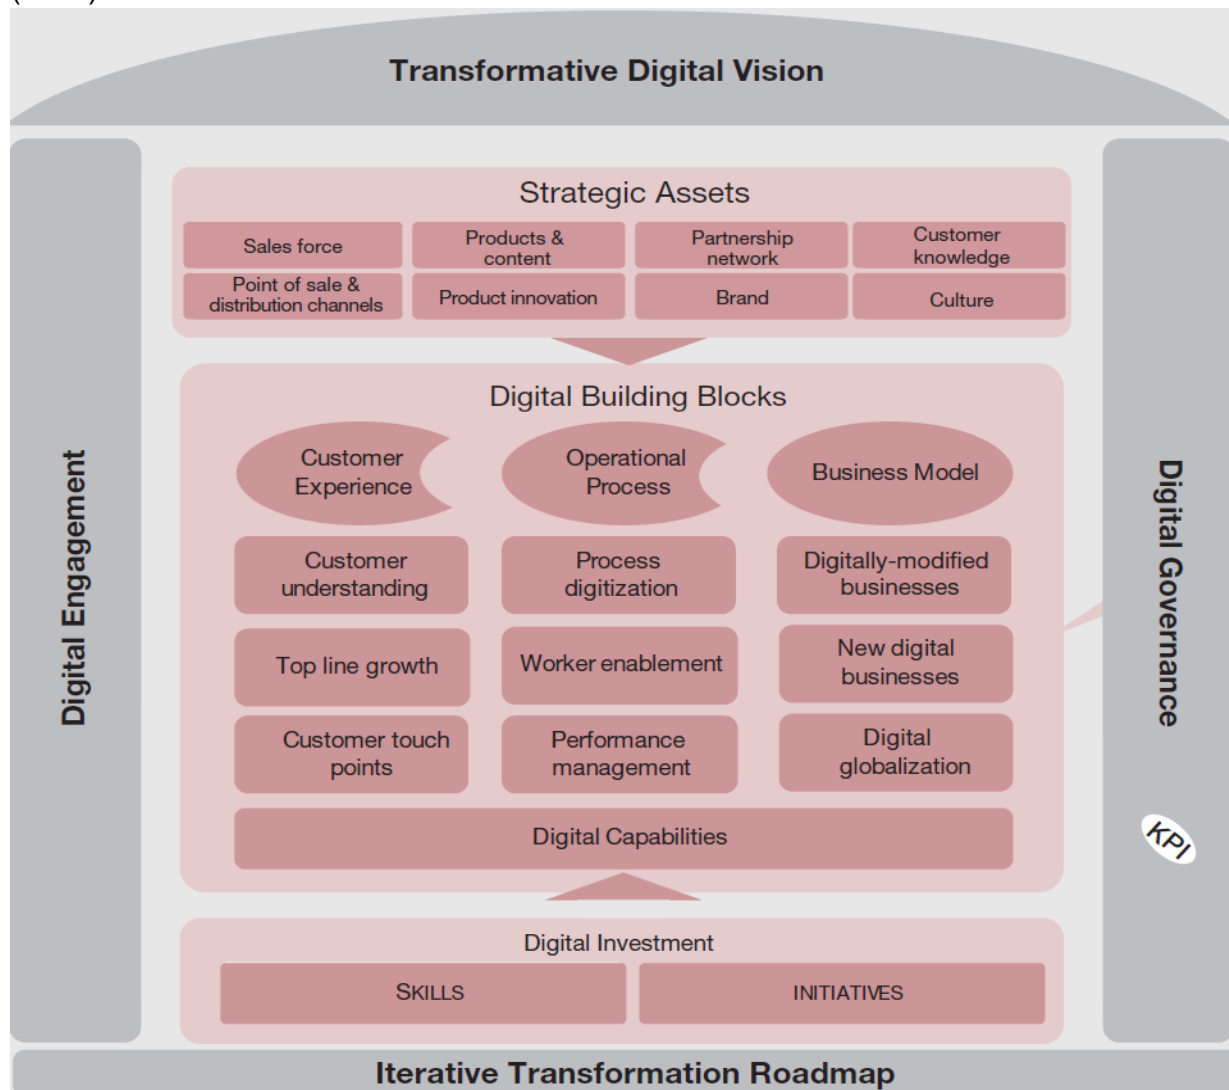 Transformative Digital Vision
Digital Engagement
Strategic Assets
Sales force
Products &
content
Partnership
network
Customer
knowledge
Point of sale &
distribution channels
Product innovation
Brand
Culture
Digital Building Blocks
Customer
Experience
Operational
Process
Business Model
Customer
understanding
Process
digitization
Digitally-modified
businesses
Top line growth
Worker enablement
New digital
businesses
Customer touch
points
Performance
management
Digital
globalization
Digital Capabilities
Digital Investment
SKILLS
INITIATIVES
Digital Governance
KPI
Iterative Transformation Roadmap